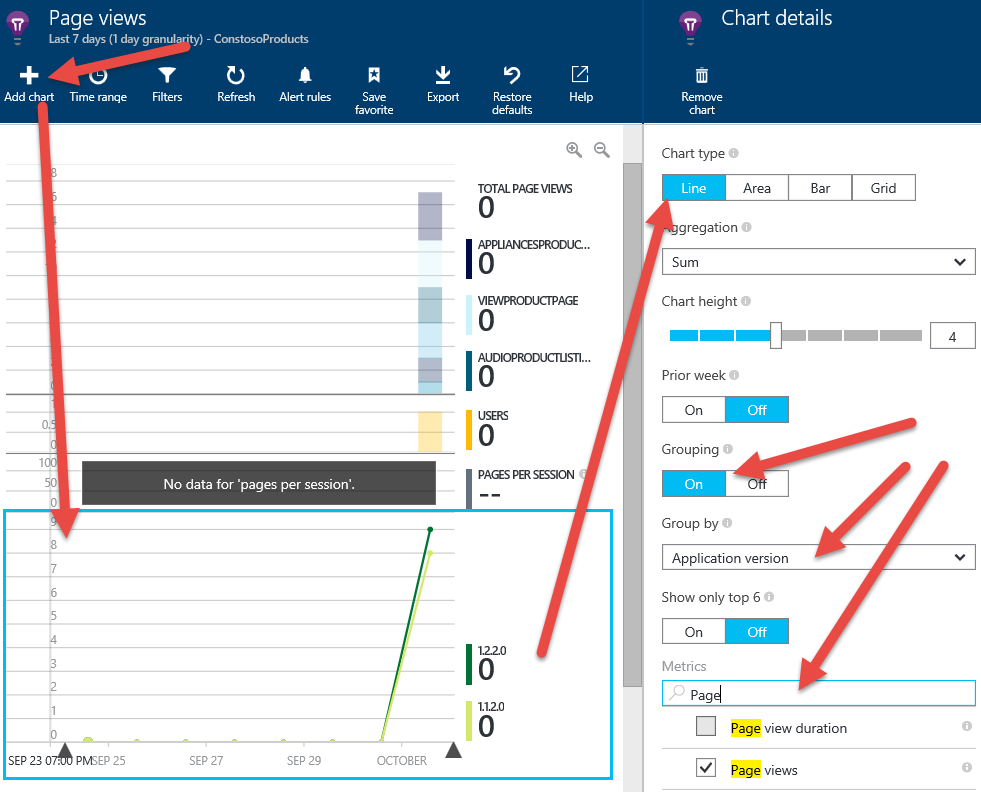 Page views
Last 7 days (1 day granularity) - ConstosoProducts
Add chart
Time range
Filters
Refresh
Alert rules
Save
favorite
Export
Restore
defaults
Help
Chart details
Remove
chart
TOTAL PAGE VIEWS
0
APPLIANCESPRODUC...
0
VIEWPRODUCTPAGE
0
AUDIOPRODUCTLISTI...
0
0.5
0
USERS
0
100
50
0
No data for 'pages per session'.
PAGES PER SESSION
--
9
8
7
6
5
4
3
2
1
0
1.2.2.0
0
1.1.2.0
0
SEP 23 07:00 PM
SEP 25
SEP 27
SEP 29
OCTOBER
Chart type
Line
Area
Bar
Grid
Aggregation
Sum
Chart height
4
Prior week
On
Off
Grouping
On
Off
Group by
Application version
Show only top 6
On
Off
Metrics
Page
Page view duration
Page views